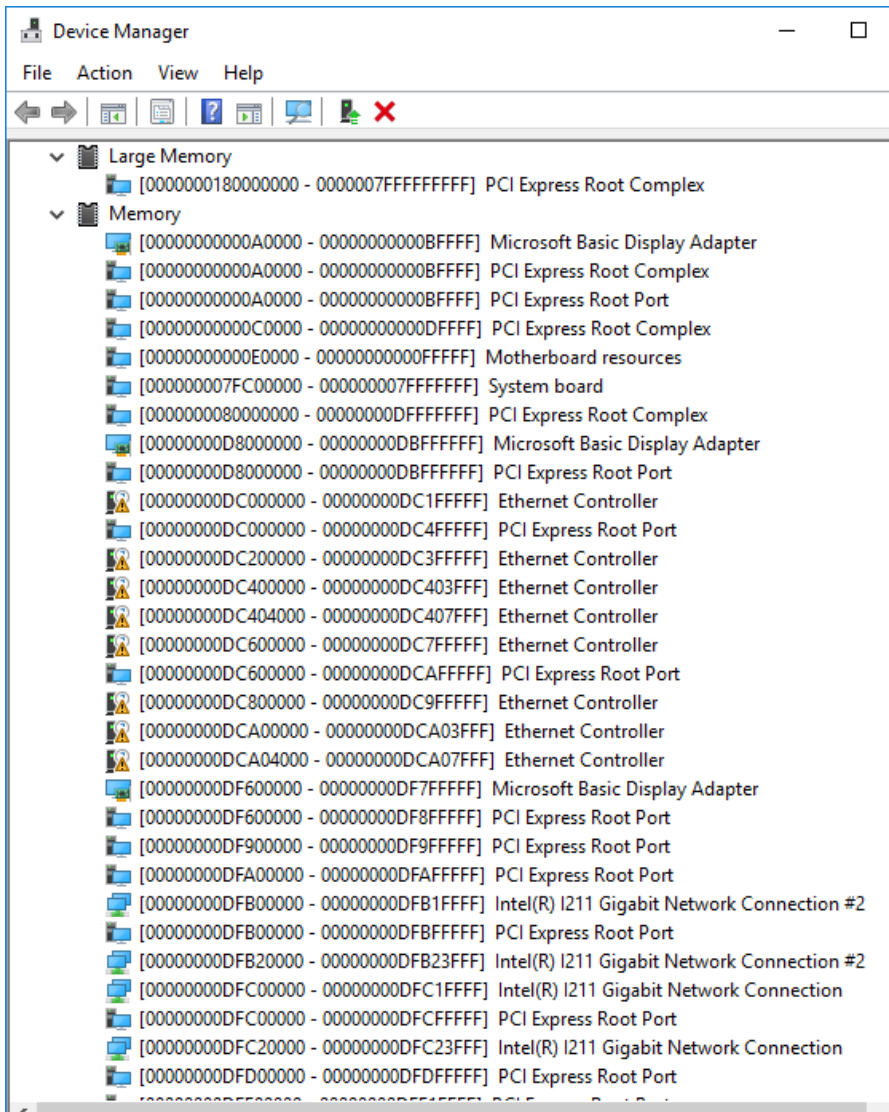 Device Manager
File Action View Help
Large Memory
[0000000180000000 - 0000007FFFFFFFFF] PCI Express Root Complex
Memory
[00000000000A0000 - 00000000000BFFFF] Microsoft Basic Display Adapter
[00000000000A0000 - 00000000000BFFFF] PCI Express Root Complex
[00000000000A0000 - 00000000000BFFFF] PCI Express Root Port
[00000000000C0000 - 00000000000DFFFF] PCI Express Root Complex
[00000000000E0000 - 00000000000FFFFF] Motherboard resources
[000000007FC00000 - 000000007FFFFFFF] System board
[0000000080000000 - 00000000DFFFFFFF] PCI Express Root Complex
[00000000D8000000 - 00000000DBFFFFFF] Microsoft Basic Display Adapter
[00000000D8000000 - 00000000DBFFFFFF] PCI Express Root Port
[00000000DC000000 - 00000000DC1FFFFF] Ethernet Controller
[00000000DC000000 - 00000000DC4FFFFF] PCI Express Root Port
[00000000DC200000 - 00000000DC3FFFFF] Ethernet Controller
[00000000DC400000 - 00000000DC403FFF] Ethernet Controller
[00000000DC404000 - 00000000DC407FFF] Ethernet Controller
[00000000DC600000 - 00000000DC7FFFFF] Ethernet Controller
[00000000DC600000 - 00000000DCAFFFFF] PCI Express Root Port
[00000000DC800000 - 00000000DC9FFFFF] Ethernet Controller
[00000000DCA00000 - 00000000DCA03FFF] Ethernet Controller
[00000000DCA04000 - 00000000DCA07FFF] Ethernet Controller
[00000000DF600000 - 00000000DF7FFFFF] Microsoft Basic Display Adapter
[00000000DF600000 - 00000000DF8FFFFF] PCI Express Root Port
[00000000DF900000 - 00000000DF9FFFFF] PCI Express Root Port
[00000000DFA00000 - 00000000DFAFFFFF] PCI Express Root Port
[00000000DFB00000 - 00000000DFB1FFFF] Intel(R) I211 Gigabit Network Connection #2
[00000000DFB00000 - 00000000DFBFFFFF] PCI Express Root Port
[00000000DFB20000 - 00000000DFB23FFF] Intel(R) I211 Gigabit Network Connection #2
[00000000DFC00000 - 00000000DFC1FFFF] Intel(R) I211 Gigabit Network Connection
[00000000DFC00000 - 00000000DFCFFFFF] PCI Express Root Port
[00000000DFC20000 - 00000000DFC23FFF] Intel(R) I211 Gigabit Network Connection
[00000000DFD00000 - 00000000DFDFFFFF] PCI Express Root Port